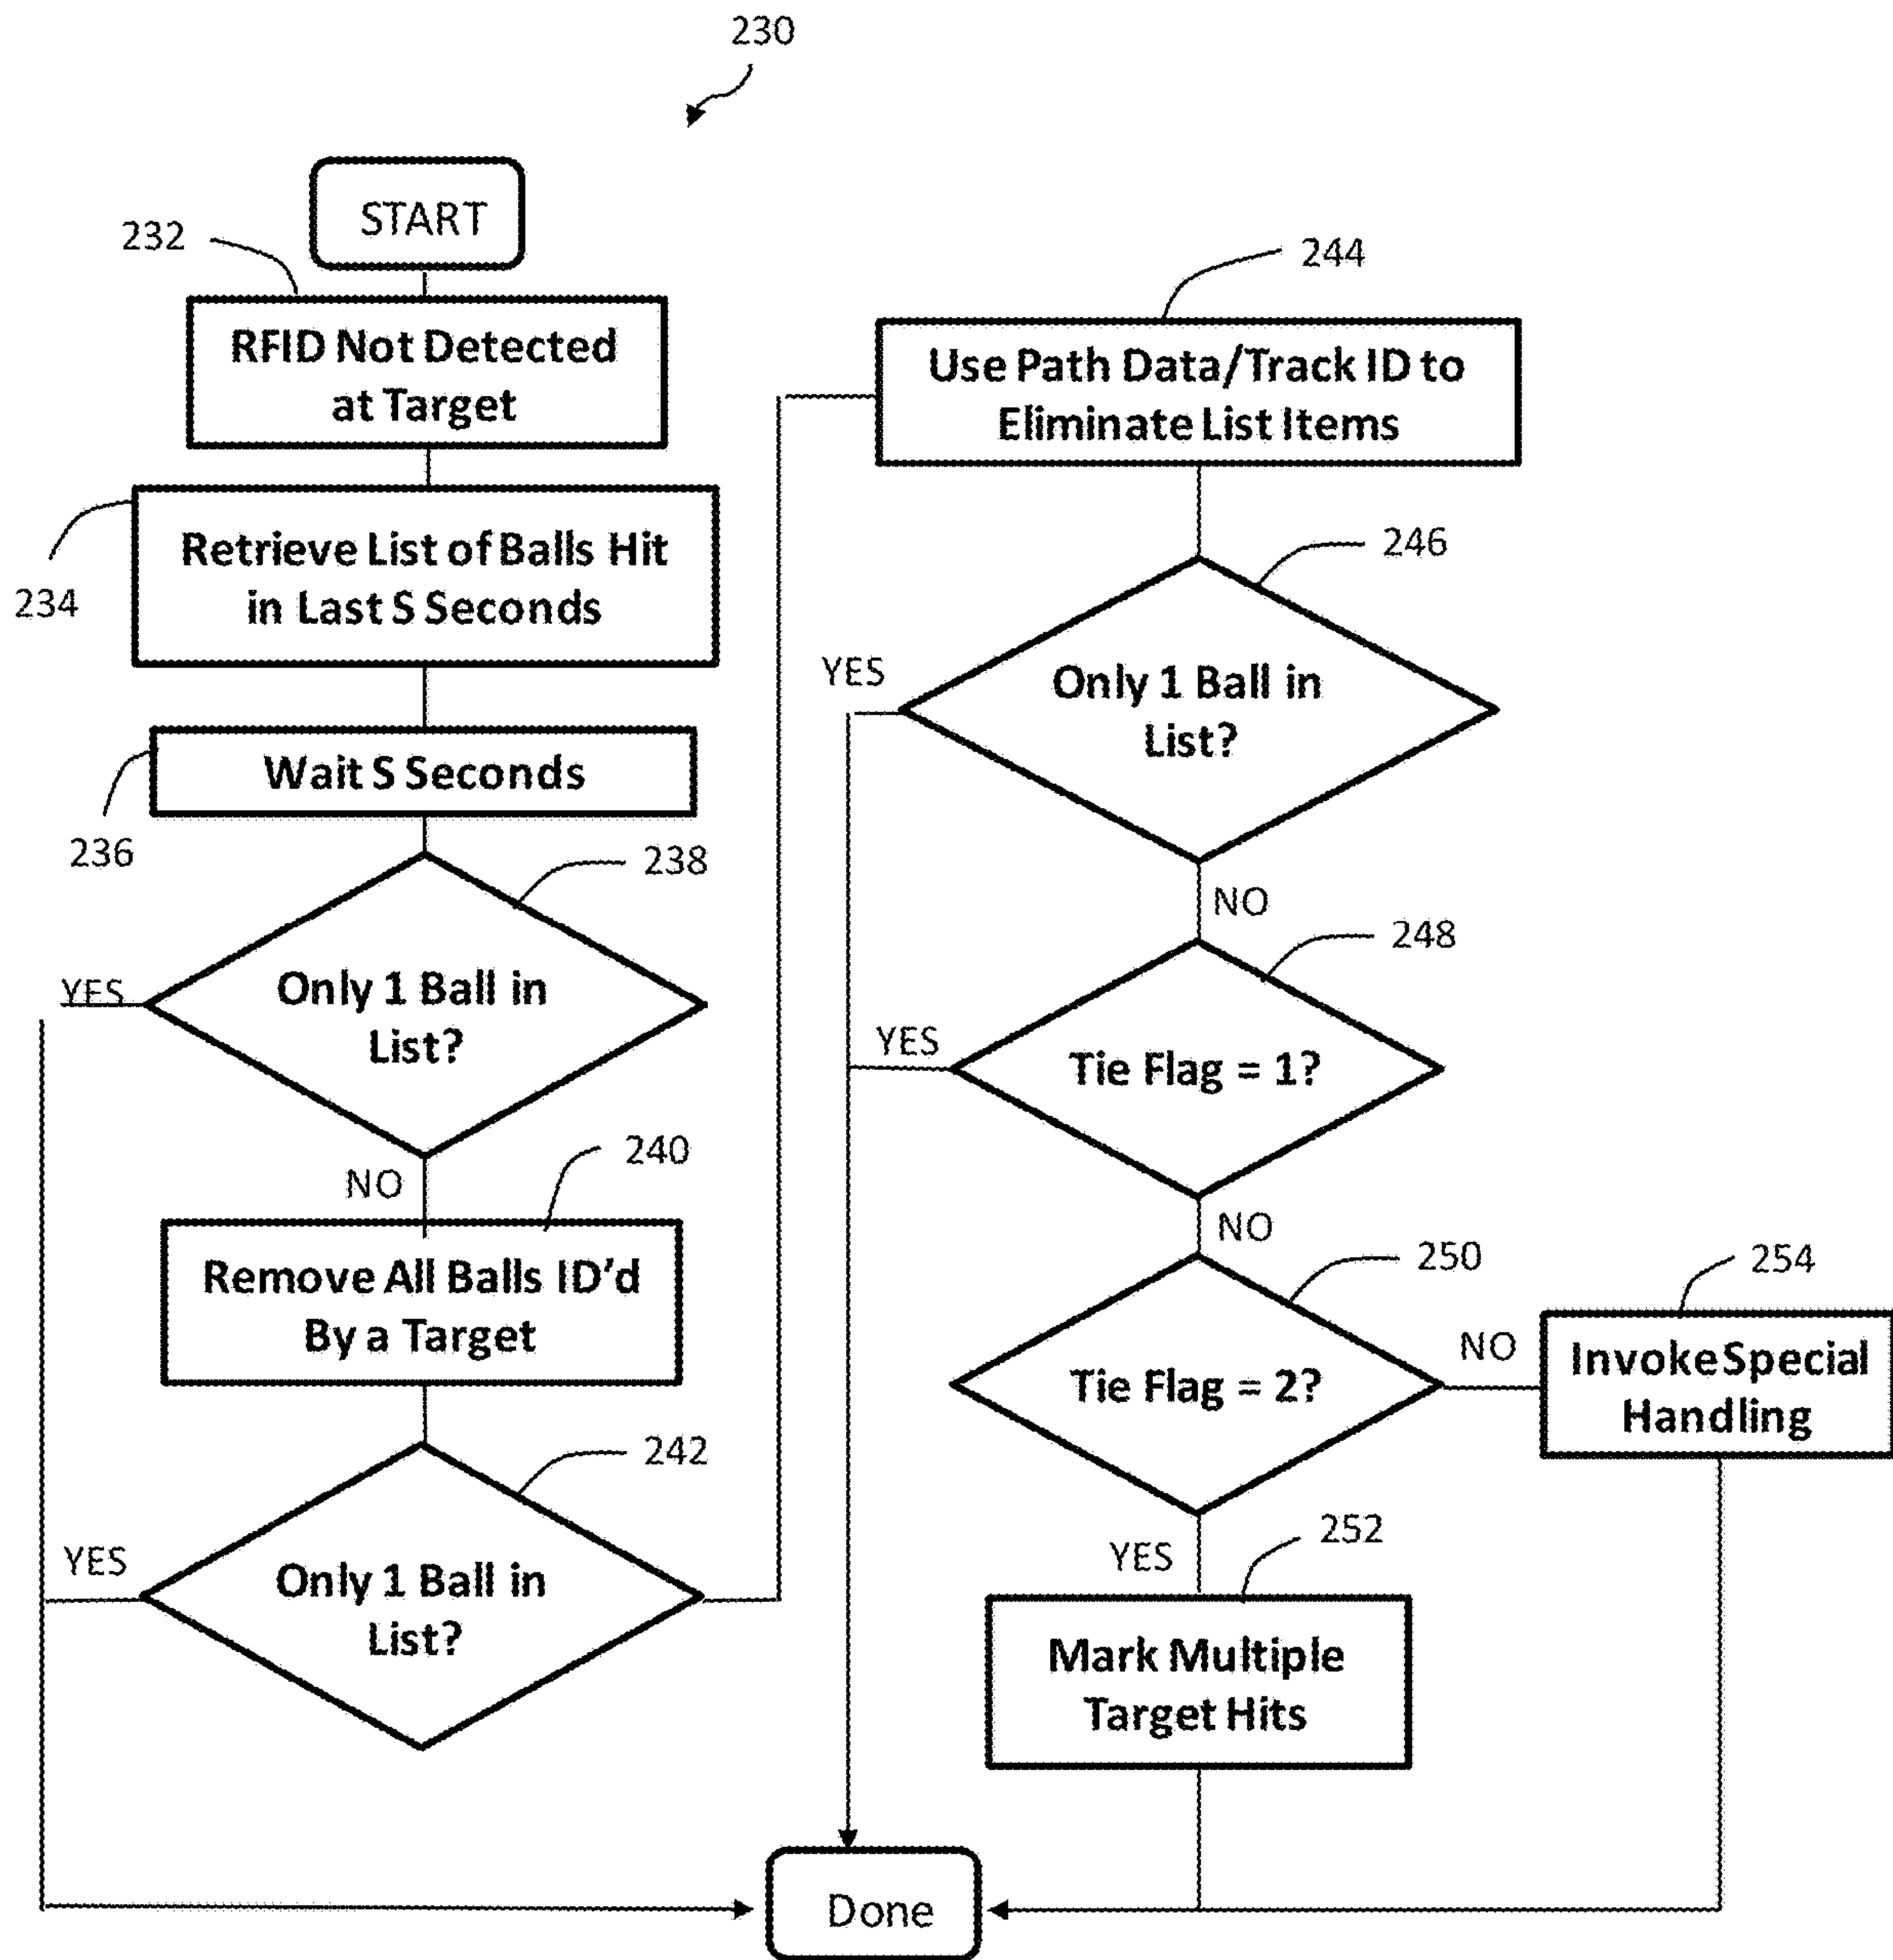 230
START
232
RFID Not Detected
at Target
234
Retrieve List of Balls Hit
in Last S Seconds
236
Wait S Seconds
238
Only 1 Ball in
List?
YES
NO
240
Remove All Balls ID'd
By a Target
242
Only 1 Ball in
List?
YES
244
Use Path Data/Track ID to
Eliminate List Items
246
Only 1 Ball in
List?
YES
NO
248
Tie Flag = 1?
YES
NO
250
Tie Flag = 2?
NO
254
Invoke Special
Handling
YES
252
Mark Multiple
Target Hits
Done